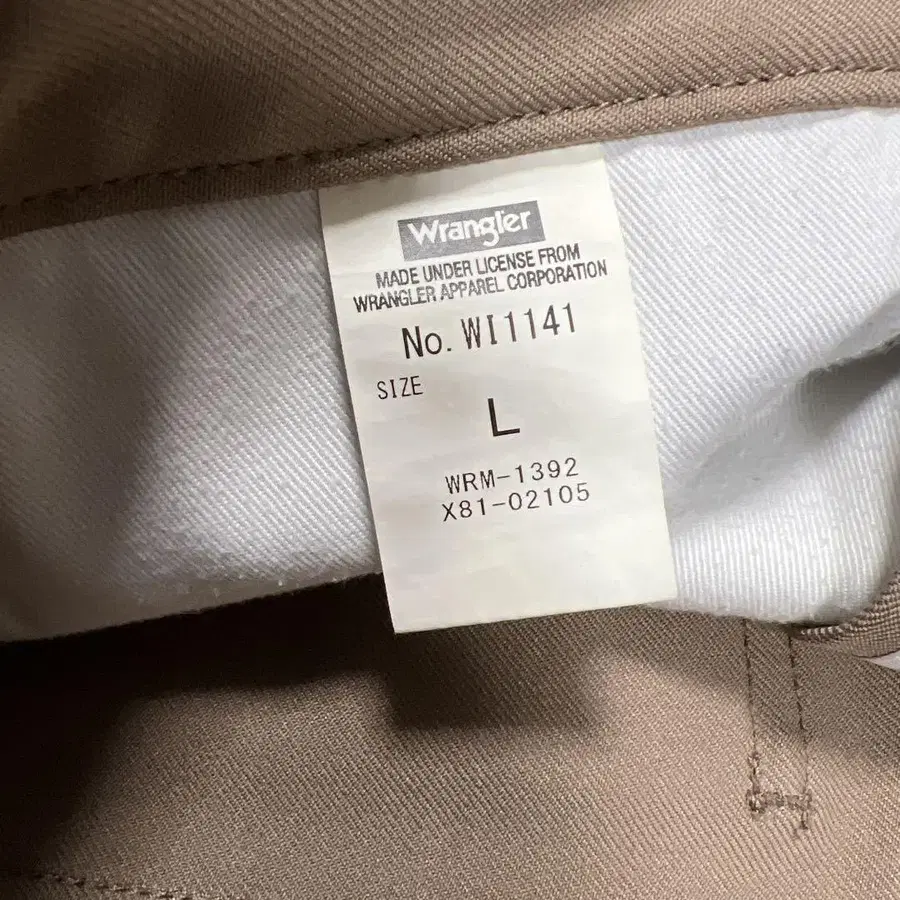 Wrangler
MADE UNDER LICENSE FROM
WRANGLER APPAREL CORPORATION
No. WI1141
SIZE
L
WRM-1392
X81-02105